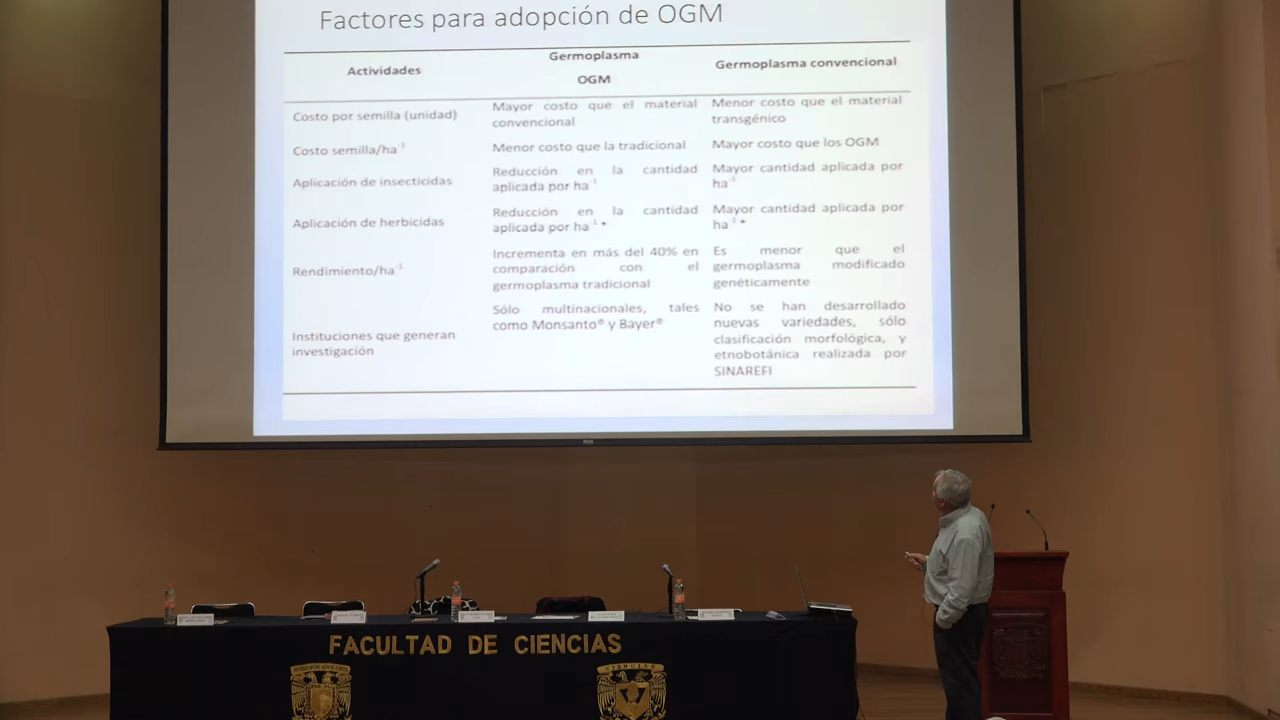 Factores para adopción de OGM
Actividades
Germoplasma
OGM
Germoplasma convencional
Costo por semilla (unidad)
Mayor costo que el material
convencional
Menor costo que el material
transgénico
Costo semilla/ha⁻¹
Menor costo que la tradicional
Mayor costo que los OGM
Aplicación de insecticidas
Reducción en la cantidad
aplicada por ha⁻¹
Mayor cantidad aplicada por
ha⁻¹
Aplicación de herbicidas
Reducción en la cantidad
aplicada por ha⁻¹ *
Mayor cantidad aplicada por
ha⁻¹ *
Rendimiento/ha⁻¹
Incrementa en más del 40% en
comparación con el
germoplasma tradicional
Es menor que el
germoplasma modificado
genéticamente
Instituciones que generan
investigación
Sólo multinacionales, tales
como Monsanto® y Bayer®
No se han desarrollado
nuevas variedades, sólo
clasificación morfológica, y
etnobotánica realizada por
SINAREFI
FACULTAD DE CIENCIAS